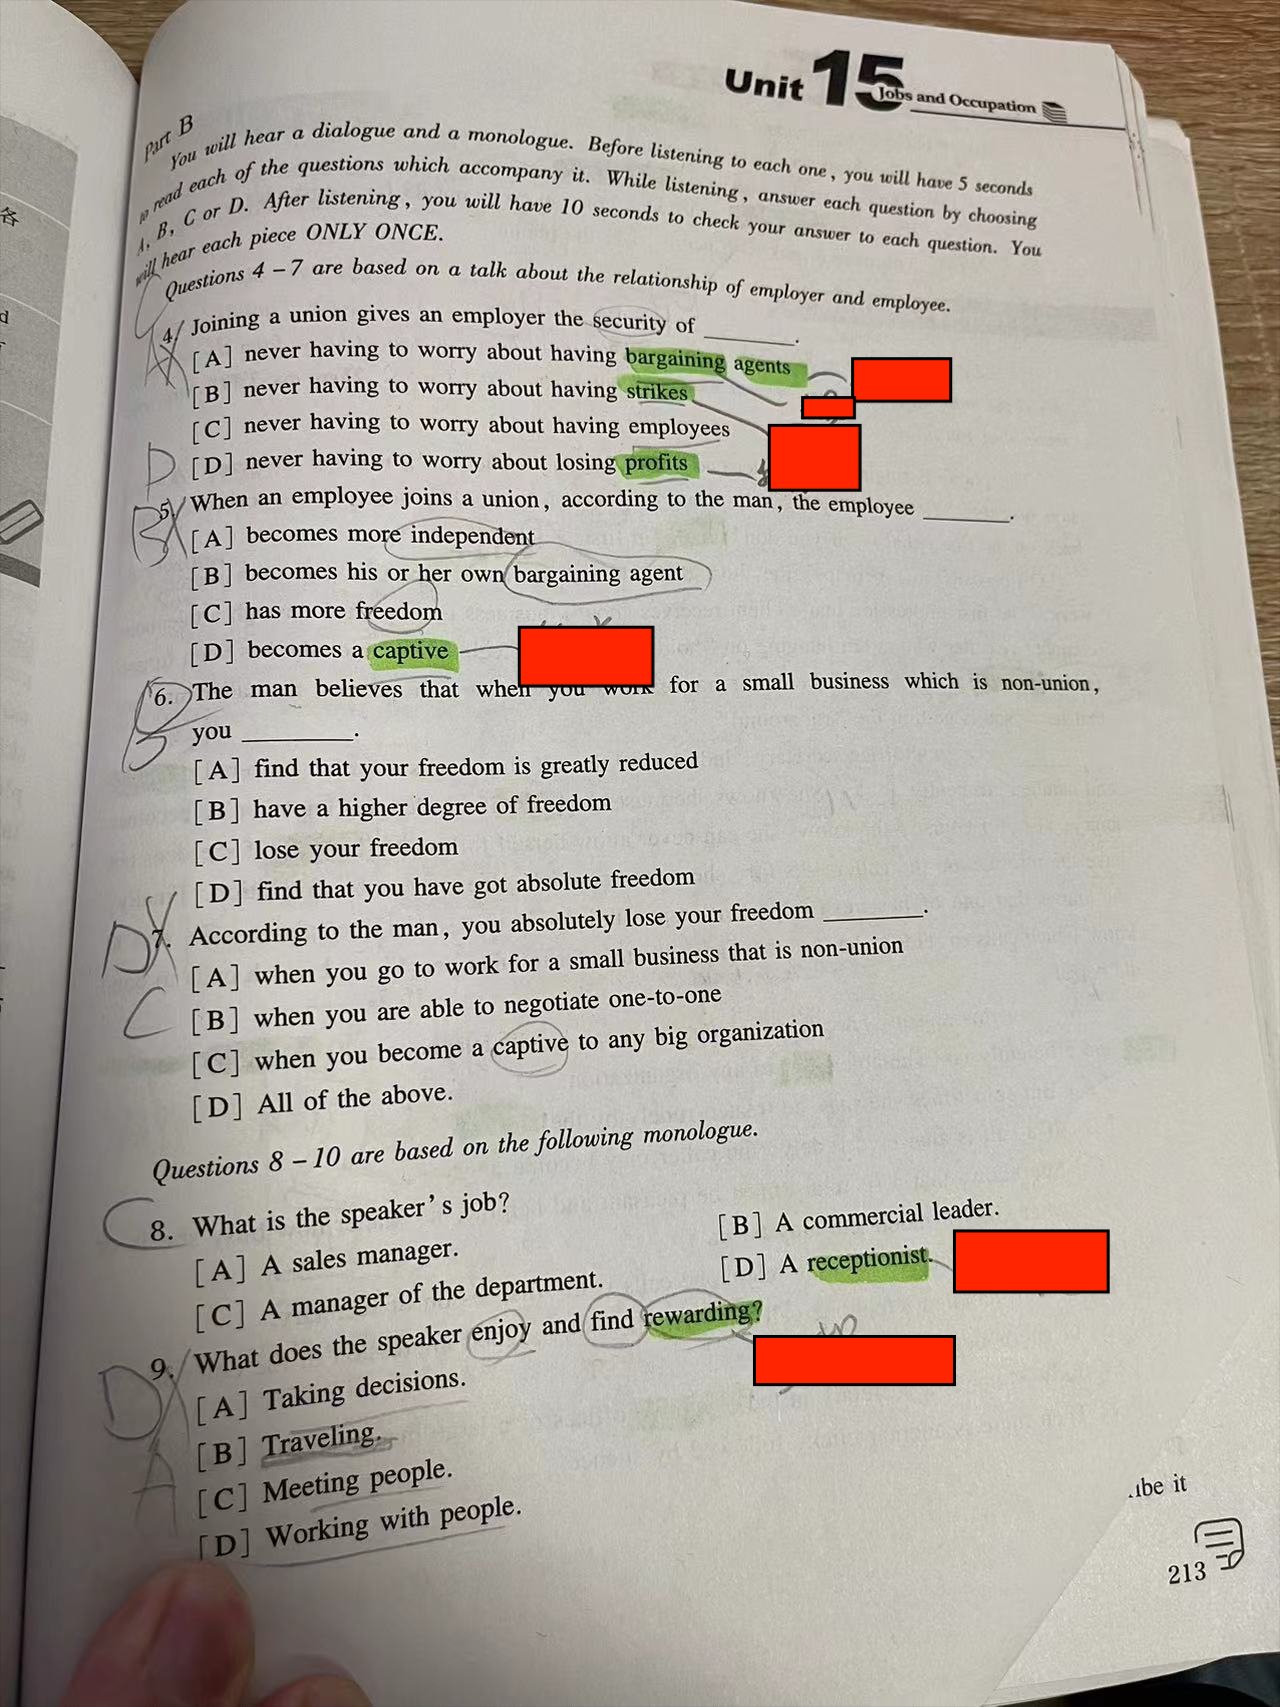 Unit 15 Jobs and Occupation
Part B
You will hear a dialogue and a monologue. Before listening to each one, you will have 5 seconds
to read each of the questions which accompany it. While listening, answer each question by choosing
A, B, C or D. After listening, you will have 10 seconds to check your answer to each question. You
will hear each piece ONLY ONCE.
Questions 4-7 are based on a talk about the relationship of employer and employee.
4. Joining a union gives an employer the security of ______.
[A] never having to worry about having bargaining agents
[B] never having to worry about having strikes
[C] never having to worry about having employees
D [D] never having to worry about losing profits
5. When an employee joins a union, according to the man, the employee ______.
[A] becomes more independent
[B] becomes his or her own bargaining agent
[C] has more freedom
[D] becomes a captive
6. The man believes that when you work for a small business which is non-union,
you ______.
[A] find that your freedom is greatly reduced
[B] have a higher degree of freedom
[C] lose your freedom
[D] find that you have got absolute freedom
D 7. According to the man, you absolutely lose your freedom ______.
[A] when you go to work for a small business that is non-union
C [B] when you are able to negotiate one-to-one
[C] when you become a captive to any big organization
[D] All of the above.
Questions 8-10 are based on the following monologue.
C 8. What is the speaker's job?
[A] A sales manager. [B] A commercial leader.
[C] A manager of the department. [D] A receptionist.
D 9. What does the speaker enjoy and find rewarding?
[A] Taking decisions.
[B] Traveling.
A [C] Meeting people.
[D] Working with people.
be it
213
各
d